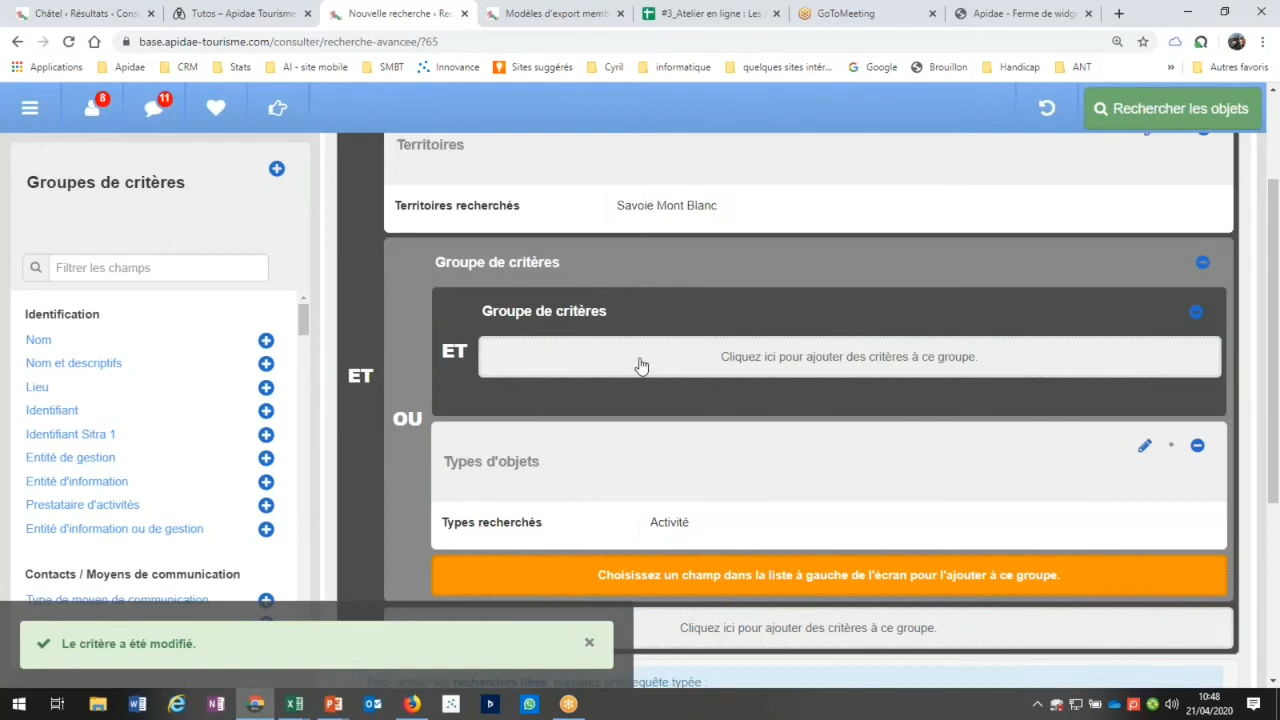 Châtel ‹ Résultats ‹ Cons
Tutos – Apidae Tourisme
Nouvelle recherche ‹ Re
Modèles d'export memb
#3_Atelier en ligne : Les
GoToMeeting
Apidae - Ferme de widg
base.apidae-tourisme.com/consulter/recherche-avancee/?65
Applications
Apidae
CRM
Stats
AI - site mobile
SMBT
Innovance
Sites suggérés
Cyril
informatique
quelques sites intér...
Google
Brouillon
Handicap
ANT
»
Autres favoris
8
11
Rechercher les objets
Groupes de critères
Filtrer les champs
Identification
Nom
Nom et descriptifs
Lieu
Identifiant
Identifiant Sitra 1
Entité de gestion
Entité d'information
Prestataire d'activités
Entité d'information ou de gestion
Contacts / Moyens de communication
Type de moyen de communication
Territoires
Territoires recherchés
Savoie Mont Blanc
ET
Groupe de critères
OU
Groupe de critères
ET
Cliquez ici pour ajouter des critères à ce groupe.
Types d'objets
Types recherchés
Activité
Choisissez un champ dans la liste à gauche de l'écran pour l'ajouter à ce groupe.
Cliquez ici pour ajouter des critères à ce groupe.
Le critère a été modifié.
recherches liées, préparez une requête typée :
10:48
21/04/2020